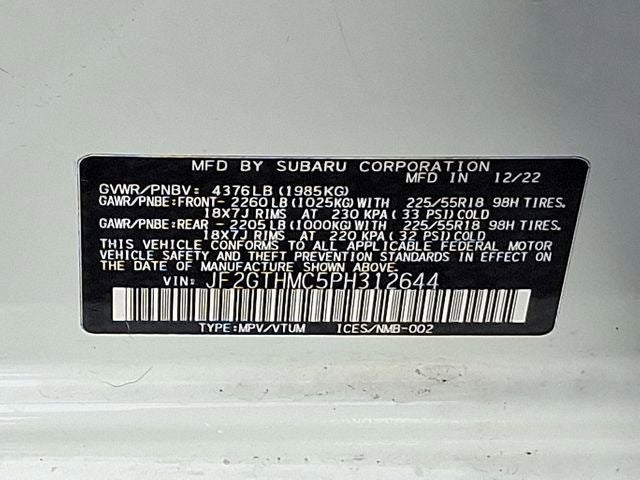 MFD BY SUBARU CORPORATION
MFD IN 12/22
GVWR/PNBV: 4376LB (1985KG)
GAWR/PNBE:FRONT-2260LB (1025KG) WITH 225/55R18 98H TIRES.
18X7J RIMS AT 230 KPA ( 33 PSI) COLD
GAWR/PNBE:REAR -2205LB (1000KG) WITH 225/55R18 98H TIRES.
18X7J RIMS AT 220 KPA ( 32 PSI) COLD
THIS VEHICLE CONFORMS TO ALL APPLICABLE FEDERAL MOTOR
VEHICLE SAFETY AND BUMPER STANDARDS IN EFFECT ON THE
DATE OF MANUFACTURE SHOWN ABOVE.
VIN: JF2GTHMC5PH312644
TYPE:MPV/VTUM ICES/NMB-002